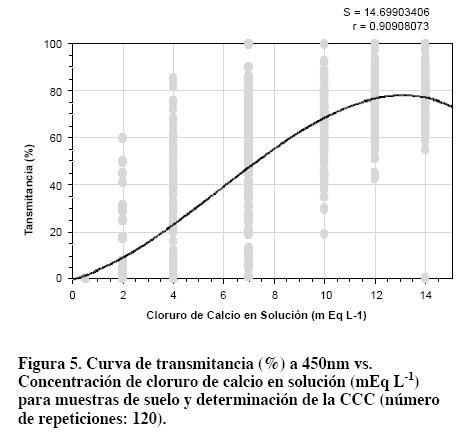 S = 14.69903406
r = 0.90908073
100
80
60
40
20
0
Tansmitancia (%)
0 2 4 6 8 10 12 14
Cloruro de Calcio en Solución (m Eq L-1)
Figura 5. Curva de transmitancia (%) a 450nm vs.
Concentración de cloruro de calcio en solución (mEq L-1)
para muestras de suelo y determinación de la CCC (número
de repeticiones: 120).